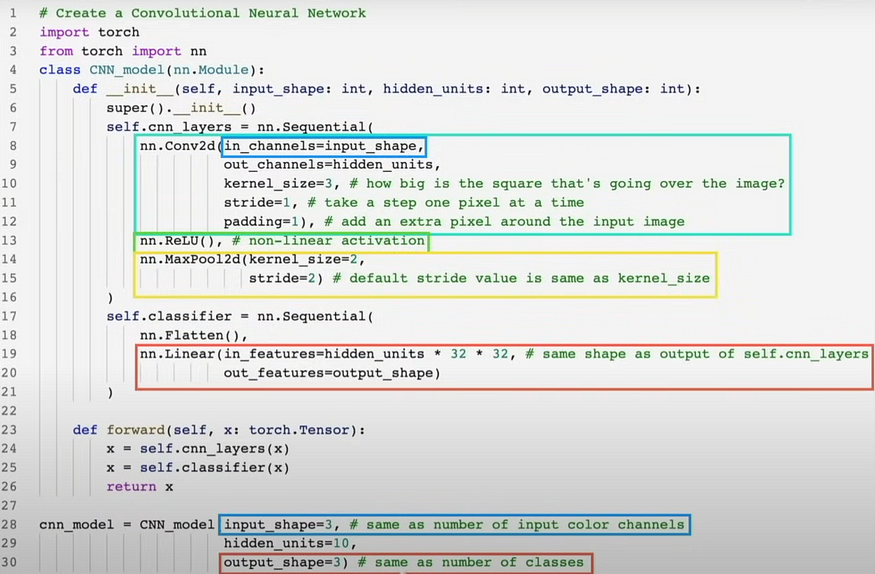 1 # Create a Convolutional Neural Network
2 import torch
3 from torch import nn
4 class CNN_model(nn.Module):
5 def __init__(self, input_shape: int, hidden_units: int, output_shape: int):
6 super().__init__()
7 self.cnn_layers = nn.Sequential(
8 nn.Conv2d(in_channels=input_shape,
9 out_channels=hidden_units,
10 kernel_size=3, # how big is the square that's going over the image?
11 stride=1, # take a step one pixel at a time
12 padding=1), # add an extra pixel around the input image
13 nn.ReLU(), # non-linear activation
14 nn.MaxPool2d(kernel_size=2,
15 stride=2) # default stride value is same as kernel_size
16 )
17 self.classifier = nn.Sequential(
18 nn.Flatten(),
19 nn.Linear(in_features=hidden_units * 32 * 32, # same shape as output of self.cnn_layers
20 out_features=output_shape)
21 )
22
23 def forward(self, x: torch.Tensor):
24 x = self.cnn_layers(x)
25 x = self.classifier(x)
26 return x
27
28 cnn_model = CNN_model input_shape=3, # same as number of input color channels
29 hidden_units=10,
30 output_shape=3) # same as number of classes